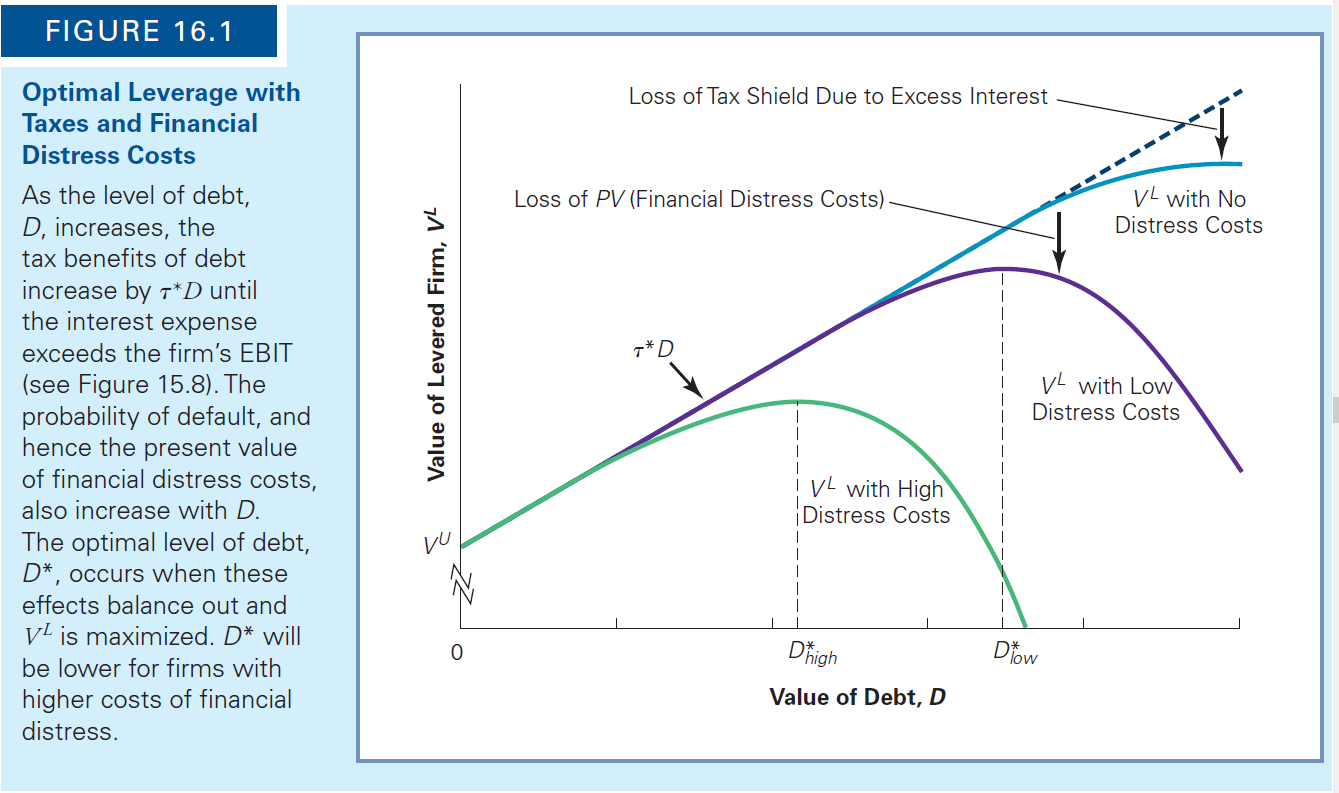 FIGURE 16.1
Optimal Leverage with
Taxes and Financial
Distress Costs
As the level of debt,
D, increases, the
tax benefits of debt
increase by τ*D until
the interest expense
exceeds the firm's EBIT
(see Figure 15.8). The
probability of default, and
hence the present value
of financial distress costs,
also increase with D.
The optimal level of debt,
D*, occurs when these
effects balance out and
V^L is maximized. D* will
be lower for firms with
higher costs of financial
distress.
Value of Levered Firm, V^L
Loss of Tax Shield Due to Excess Interest
Loss of PV (Financial Distress Costs)
V^L with No
Distress Costs
τ*D
V^L with Low
Distress Costs
V^L with High
Distress Costs
V^U
0
D*high
D*low
Value of Debt, D